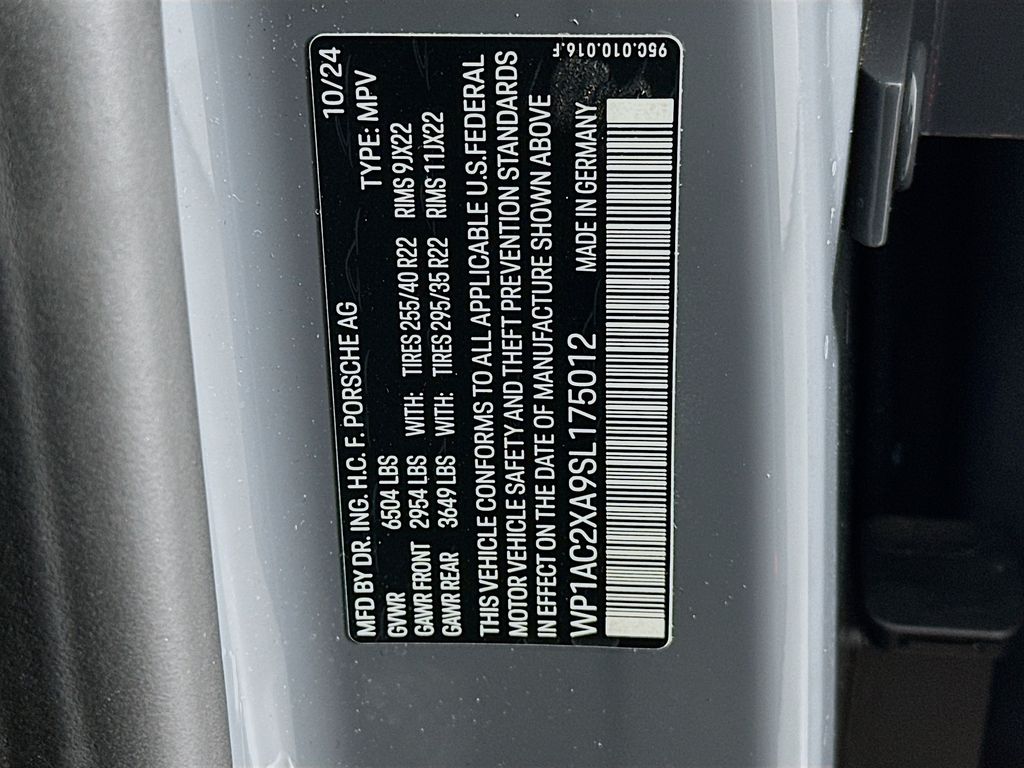 10/24
MFD BY DR. ING. H.C. F. PORSCHE AG TYPE: MPV
GVWR 6504 LBS
GAWR FRONT 2954 LBS WITH: TIRES 255/40 R22 RIMS 9JX22
GAWR REAR 3649 LBS WITH: TIRES 295/35 R22 RIMS 11JX22
THIS VEHICLE CONFORMS TO ALL APPLICABLE U.S. FEDERAL
MOTOR VEHICLE SAFETY AND THEFT PREVENTION STANDARDS
IN EFFECT ON THE DATE OF MANUFACTURE SHOWN ABOVE
WP1AC2XA9SL175012 MADE IN GERMANY
95C.010.016.F